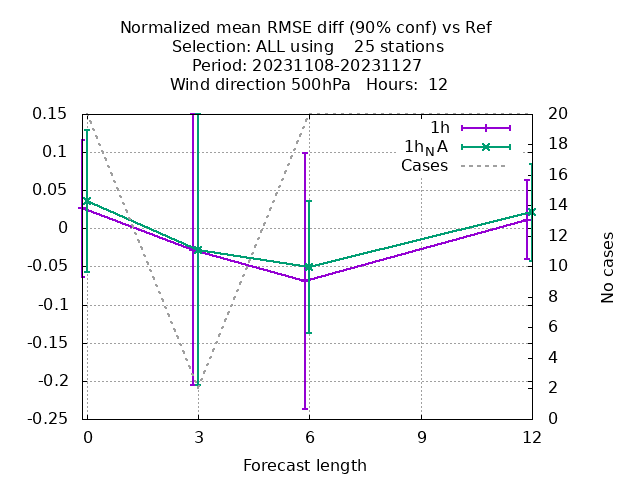 Normalized mean RMSE diff (90% conf) vs Ref
Selection: ALL using    25 stations
Period: 20231108-20231127
Wind direction 500hPa   Hours:  12
1h
1h_N A
Cases
0.15
0.1
0.05
0
-0.05
-0.1
-0.15
-0.2
-0.25
20
18
16
14
12
10
8
6
4
2
0
No cases
0 3 6 9 12
Forecast length